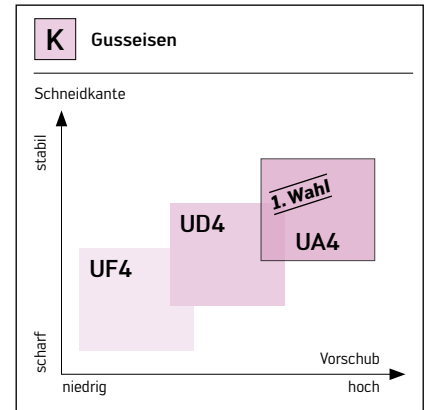 K Gusseisen
Schneidkante
stabil
1. Wahl
UD4
UA4
UF4
scharf
Vorschub
niedrig
hoch